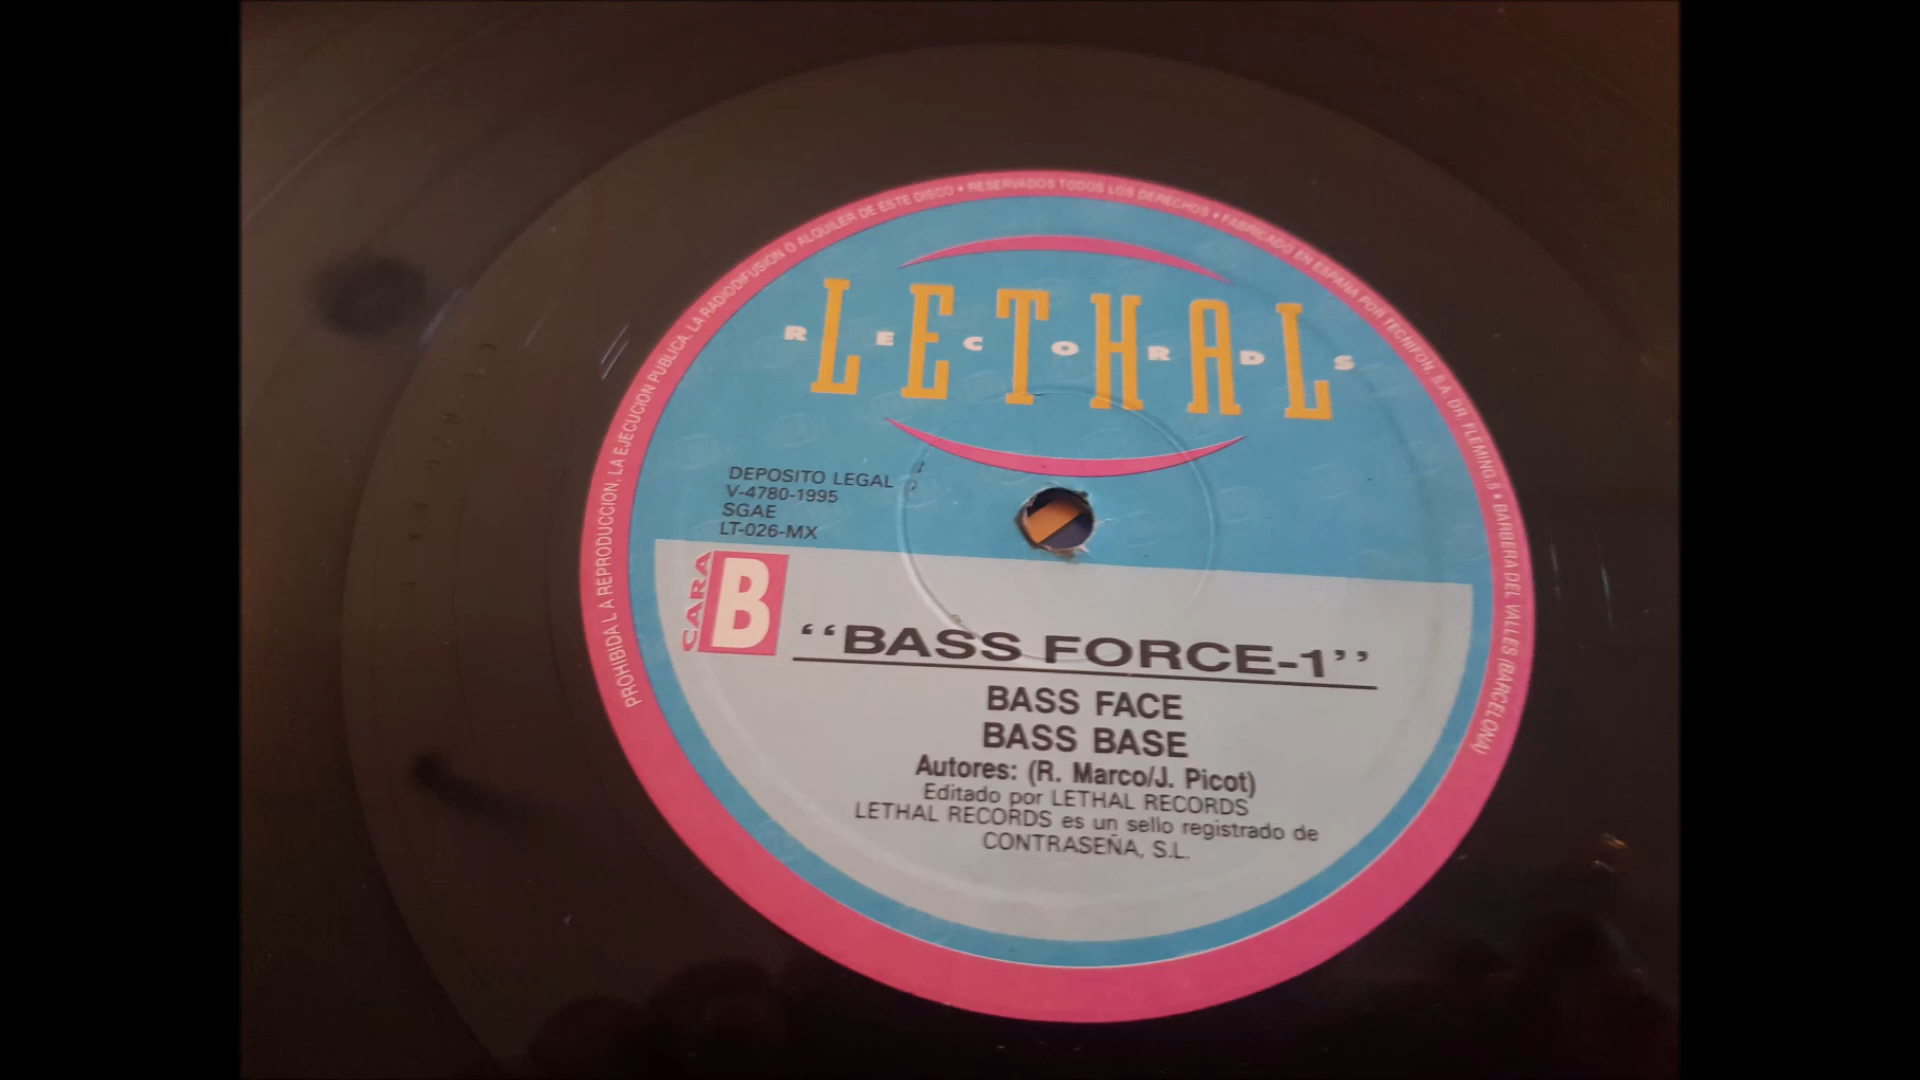 PROHIBIDA LA REPRODUCCION, LA EJECUCION PUBLICA, LA RADIODIFUSION O ALQUILER DE ESTE DISCO • RESERVADOS TODOS LOS DERECHOS • FABRICADO EN ESPAÑA POR TECNIFON, S.A. DR. FLEMING, 5 • BARBERA DEL VALLES (BARCELONA)
LETHAL
RECORDS
DEPOSITO LEGAL
V-4780-1995
SGAE
LT-026-MX
CARA
B
‘‘BASS FORCE-1’’
BASS FACE
BASS BASE
Autores: (R. Marco/J. Picot)
Editado por LETHAL RECORDS
LETHAL RECORDS es un sello registrado de
CONTRASEÑA, S.L.